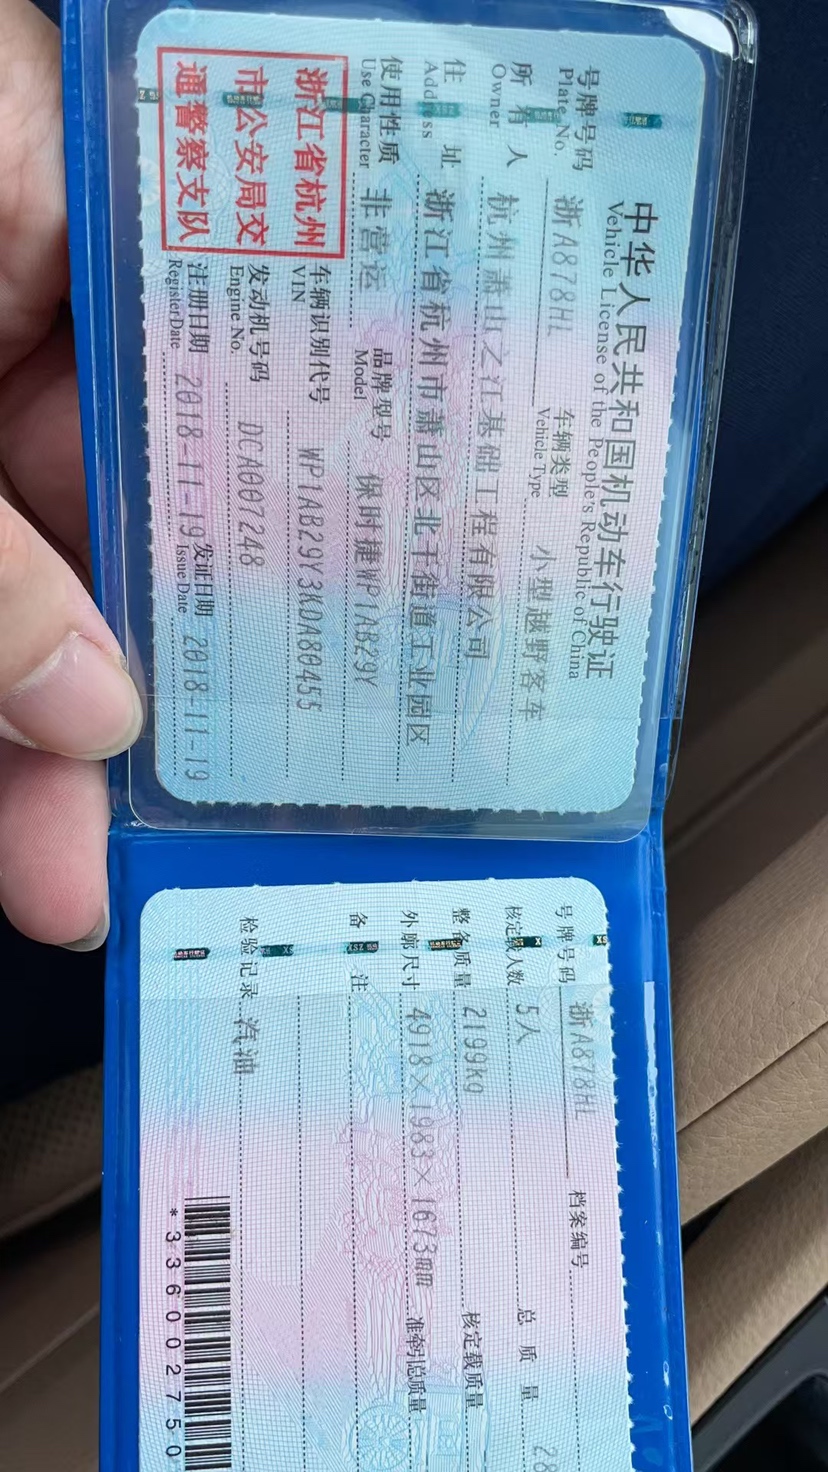 中华人民共和国机动车行驶证
Vehicle License of the People's Republic of China
号牌号码 浙A878HL 车辆类型 小型越野客车
Plate No. Vehicle Type
所有人 杭州萧山之江基础工程有限公司
Owner
住址 浙江省杭州市萧山区北干街道工业园区
Address
使用性质 非营运 品牌型号 保时捷WP1AB29Y
Use Character Model
浙江省杭州
市公安局交
通警察支队
车辆识别代号 WP1AB29Y3KDA80455
VIN
发动机号码 DCA007248
Engine No.
注册日期 2018-11-19 发证日期 2018-11-19
Register Date Issue Date
号牌号码 浙A878HL 档案编号
核定载人数 5人 总质量 28
整备质量 2199kg 核定载质量
外廓尺寸 4918×1983×1673mm 准牵引总质量
备注
检验记录 汽油
*336002750